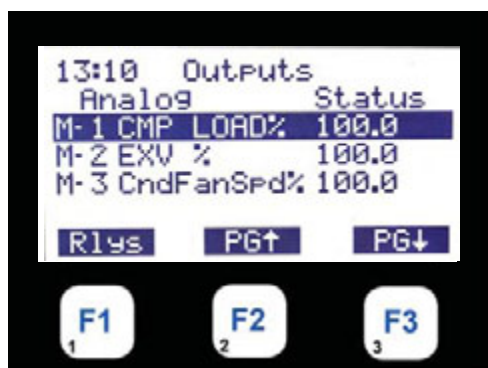 13:10 Outputs
Analog Status
M- 1 CMP LOAD% 100.0
M- 2 EXV % 100.0
M- 3 CndFanSpd% 100.0
Rlys PG↑ PG↓
F1 F2 F3
1 2 3